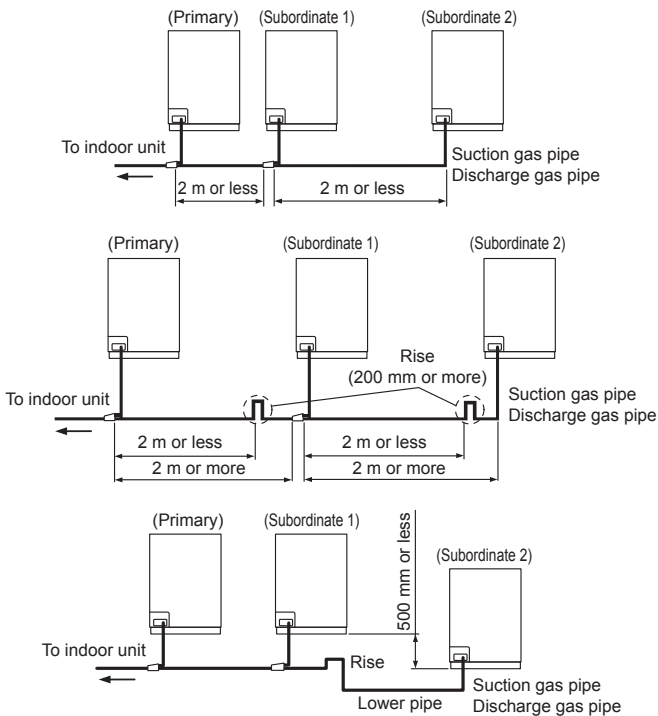 (Primary)
(Subordinate 1)
(Subordinate 2)
To indoor unit
Suction gas pipe
Discharge gas pipe
2 m or less
2 m or less
(Primary)
(Subordinate 1)
(Subordinate 2)
Rise
(200 mm or more)
To indoor unit
Suction gas pipe
Discharge gas pipe
2 m or less
2 m or less
2 m or more
2 m or more
(Primary)
(Subordinate 1)
500 mm or less
(Subordinate 2)
To indoor unit
Rise
Lower pipe
Suction gas pipe
Discharge gas pipe